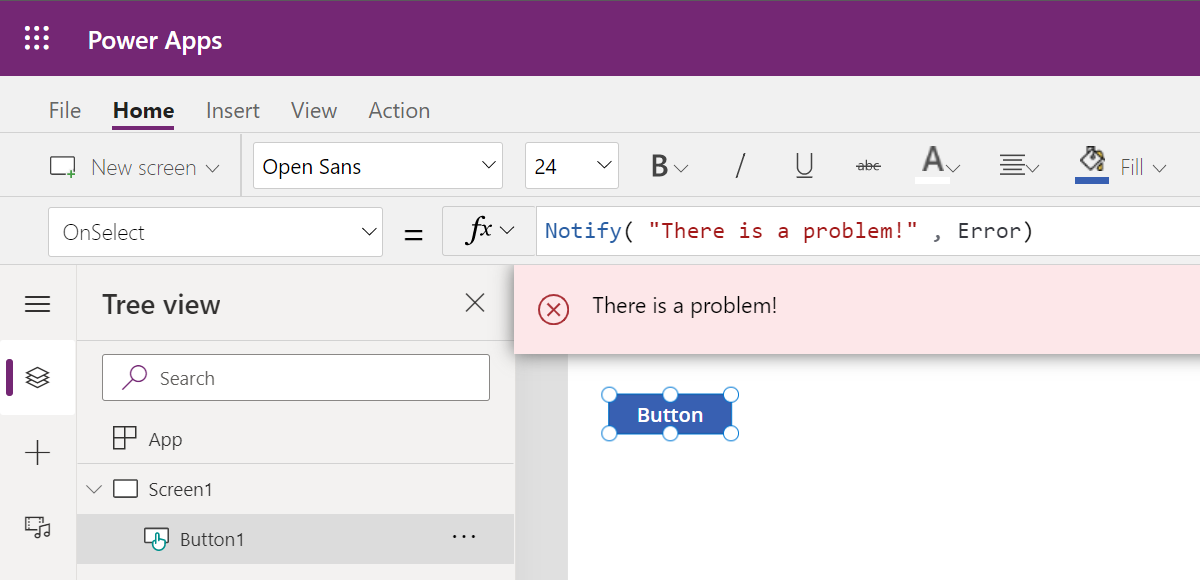 Power Apps
File Home Insert View Action
New screen Open Sans 24 B / U abc A Fill
OnSelect = fx Notify( "There is a problem!" , Error)
Tree view
There is a problem!
Search
Button
App
Screen1
Button1 ...